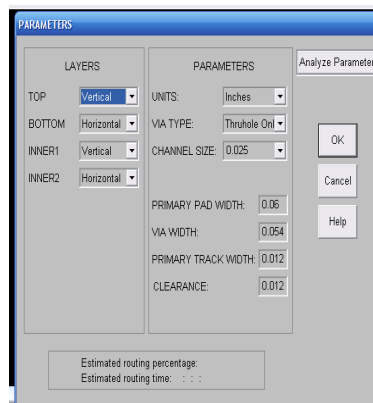 PARAMETERS
LAYERS
TOP Vertical
BOTTOM Horizontal
INNER1 Vertical
INNER2 Horizontal
PARAMETERS
UNITS: Inches
VIA TYPE: Thruhole Onl
CHANNEL SIZE: 0.025
PRIMARY PAD WIDTH: 0.06
VIA WIDTH: 0.054
PRIMARY TRACK WIDTH: 0.012
CLEARANCE: 0.012
Analyze Parameter
OK
Cancel
Help
Estimated routing percentage:
Estimated routing time: : : :